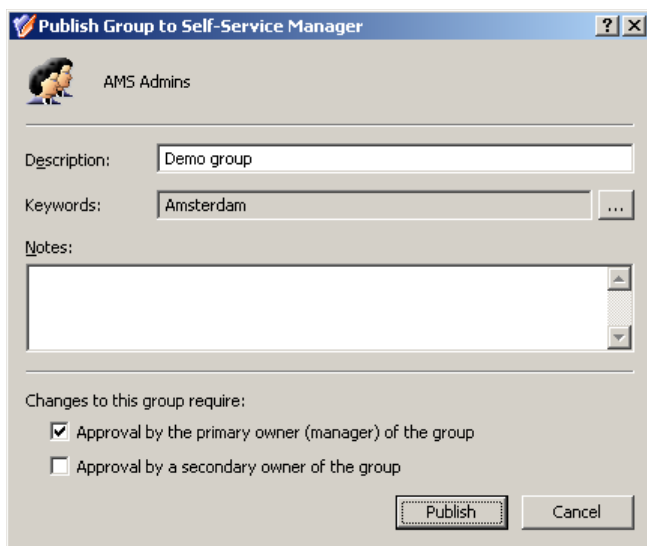 Publish Group to Self-Service Manager
AMS Admins
Description: Demo group
Keywords: Amsterdam ...
Notes:
Changes to this group require:
Approval by the primary owner (manager) of the group
Approval by a secondary owner of the group
Publish Cancel